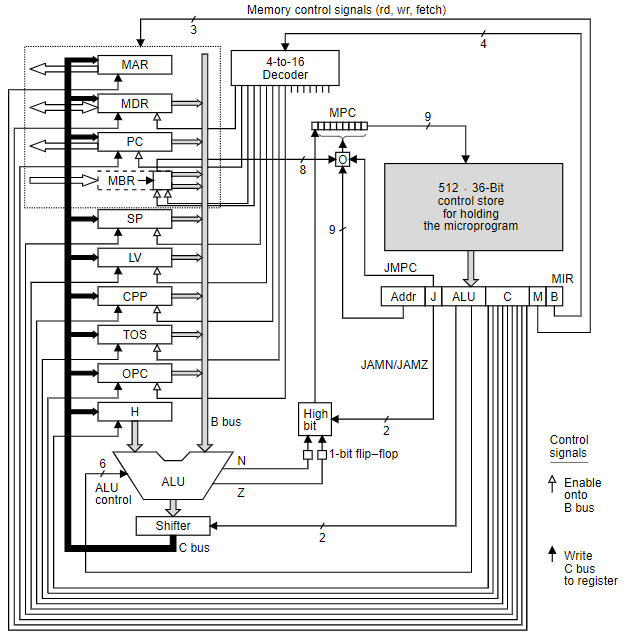 Memory control signals (rd, wr, fetch)
3
4
MAR
4-to-16
Decoder
MDR
MPC
9
PC
O
8
MBR
512 · 36-Bit
control store
for holding
the microprogram
SP
9
LV
JMPC
MIR
CPP
Addr
J
ALU
C
M
B
TOS
JAMN/JAMZ
OPC
H
High
bit
2
B bus
Control
signals
1-bit flip–flop
N
6
ALU
ALU
control
Z
Enable
onto
B bus
Shifter
2
C bus
Write
C bus
to register